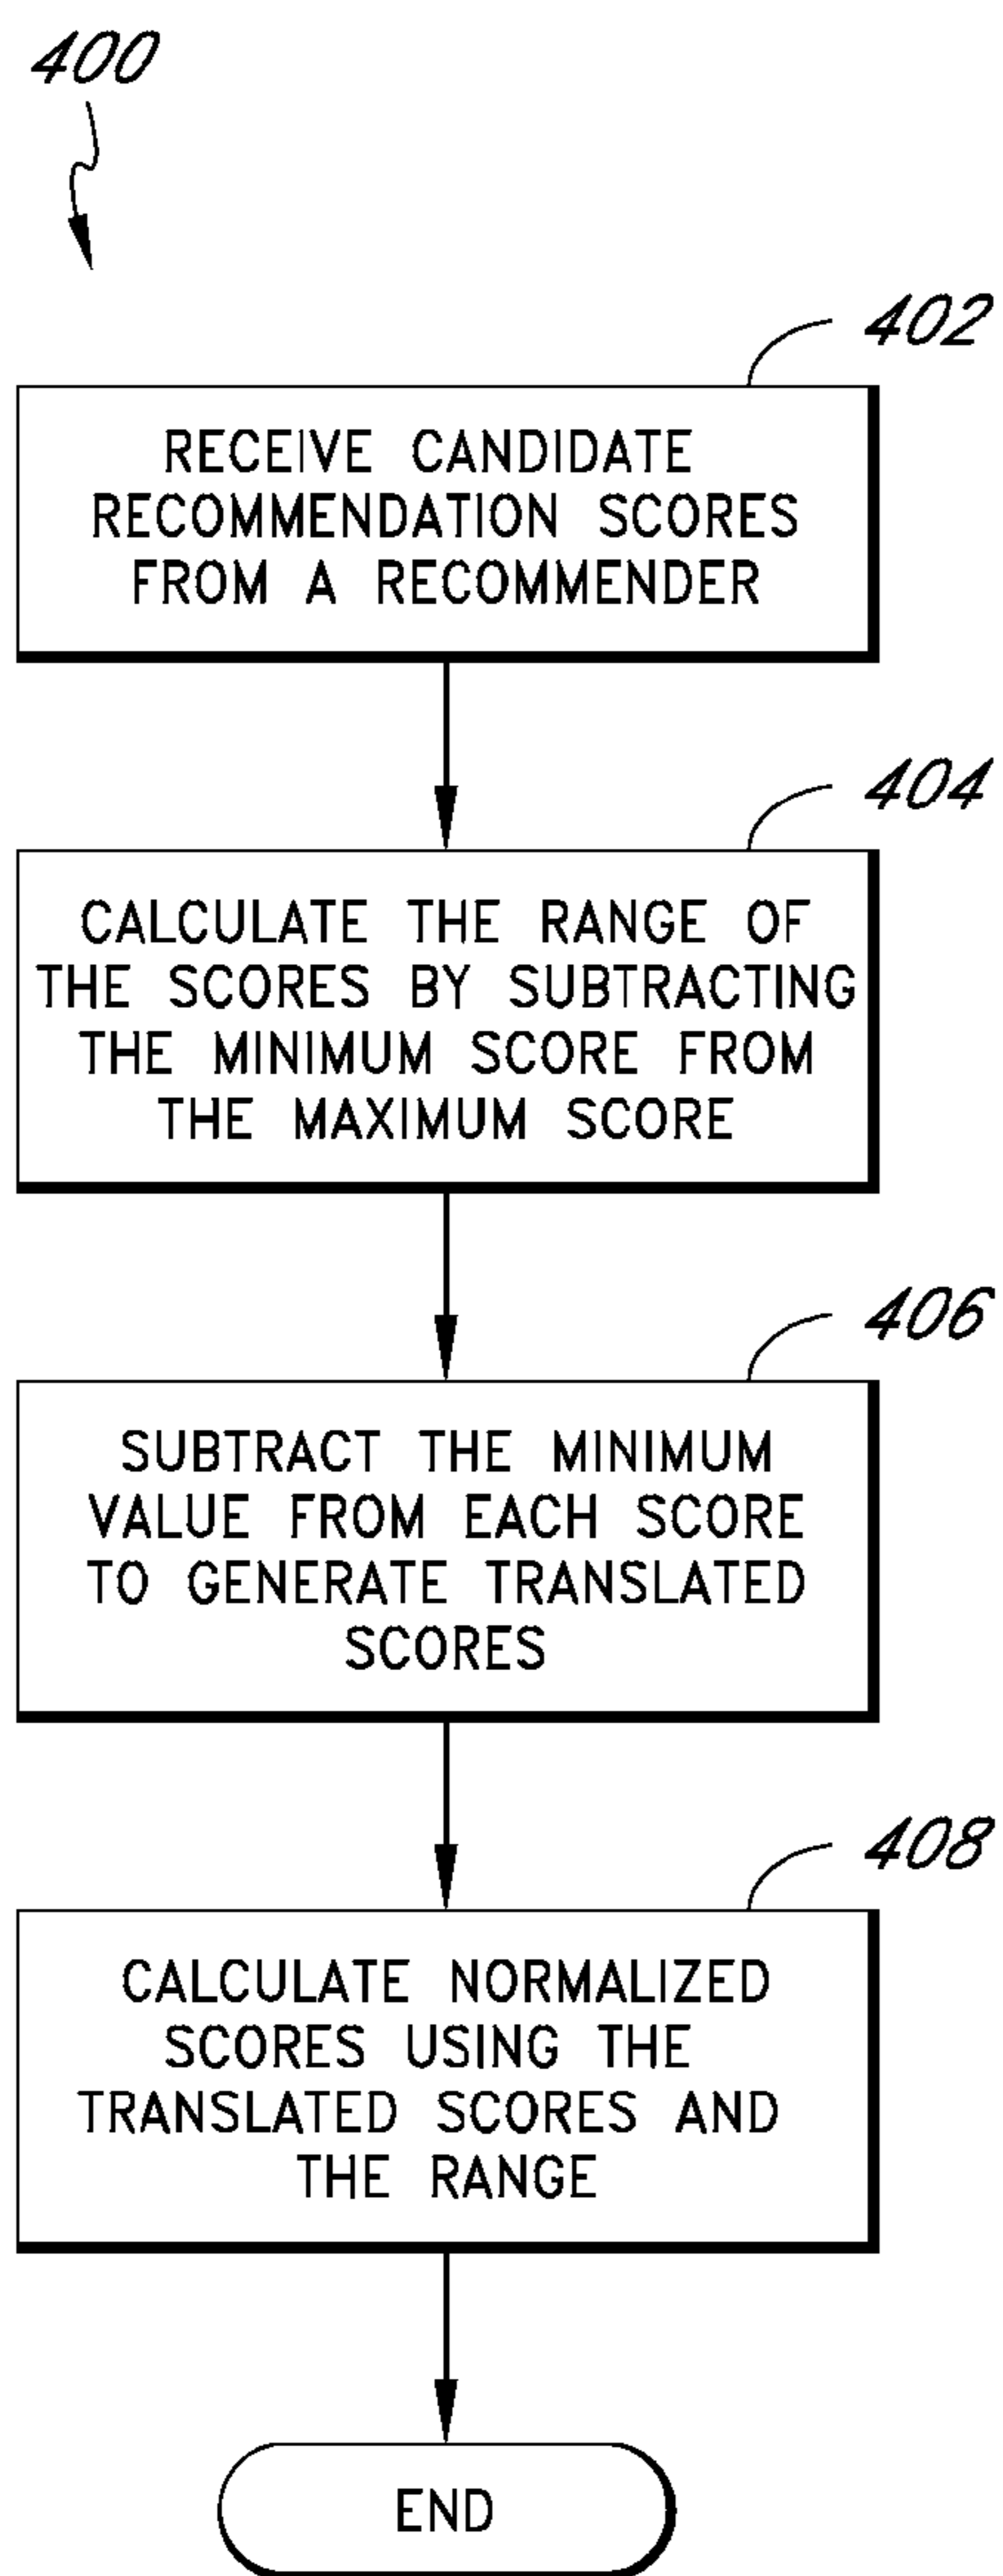 400
402
RECEIVE CANDIDATE
RECOMMENDATION SCORES
FROM A RECOMMENDER
404
CALCULATE THE RANGE OF
THE SCORES BY SUBTRACTING
THE MINIMUM SCORE FROM
THE MAXIMUM SCORE
406
SUBTRACT THE MINIMUM
VALUE FROM EACH SCORE
TO GENERATE TRANSLATED
SCORES
408
CALCULATE NORMALIZED
SCORES USING THE
TRANSLATED SCORES AND
THE RANGE
END